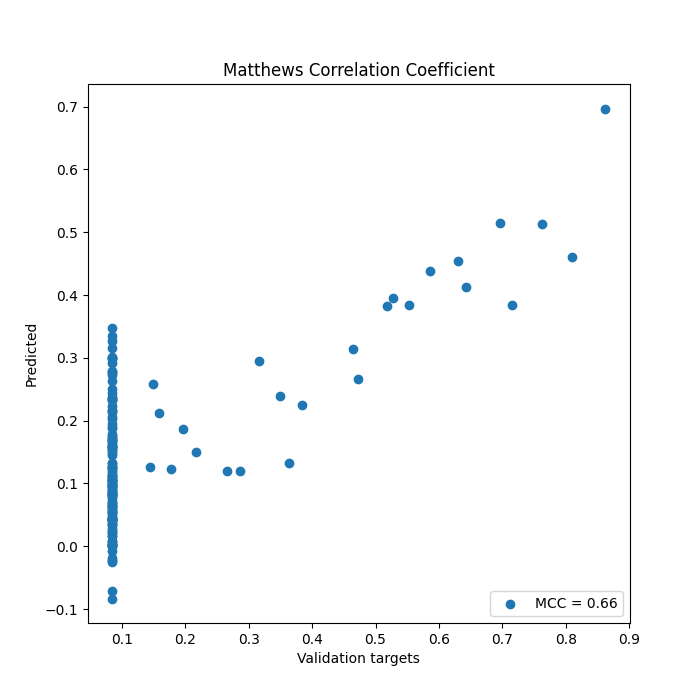 Matthews Correlation Coefficient
0.7
0.6
0.5
0.4
0.3
0.2
0.1
0.0
−0.1
Predicted
MCC = 0.66
0.1 0.2 0.3 0.4 0.5 0.6 0.7 0.8 0.9
Validation targets